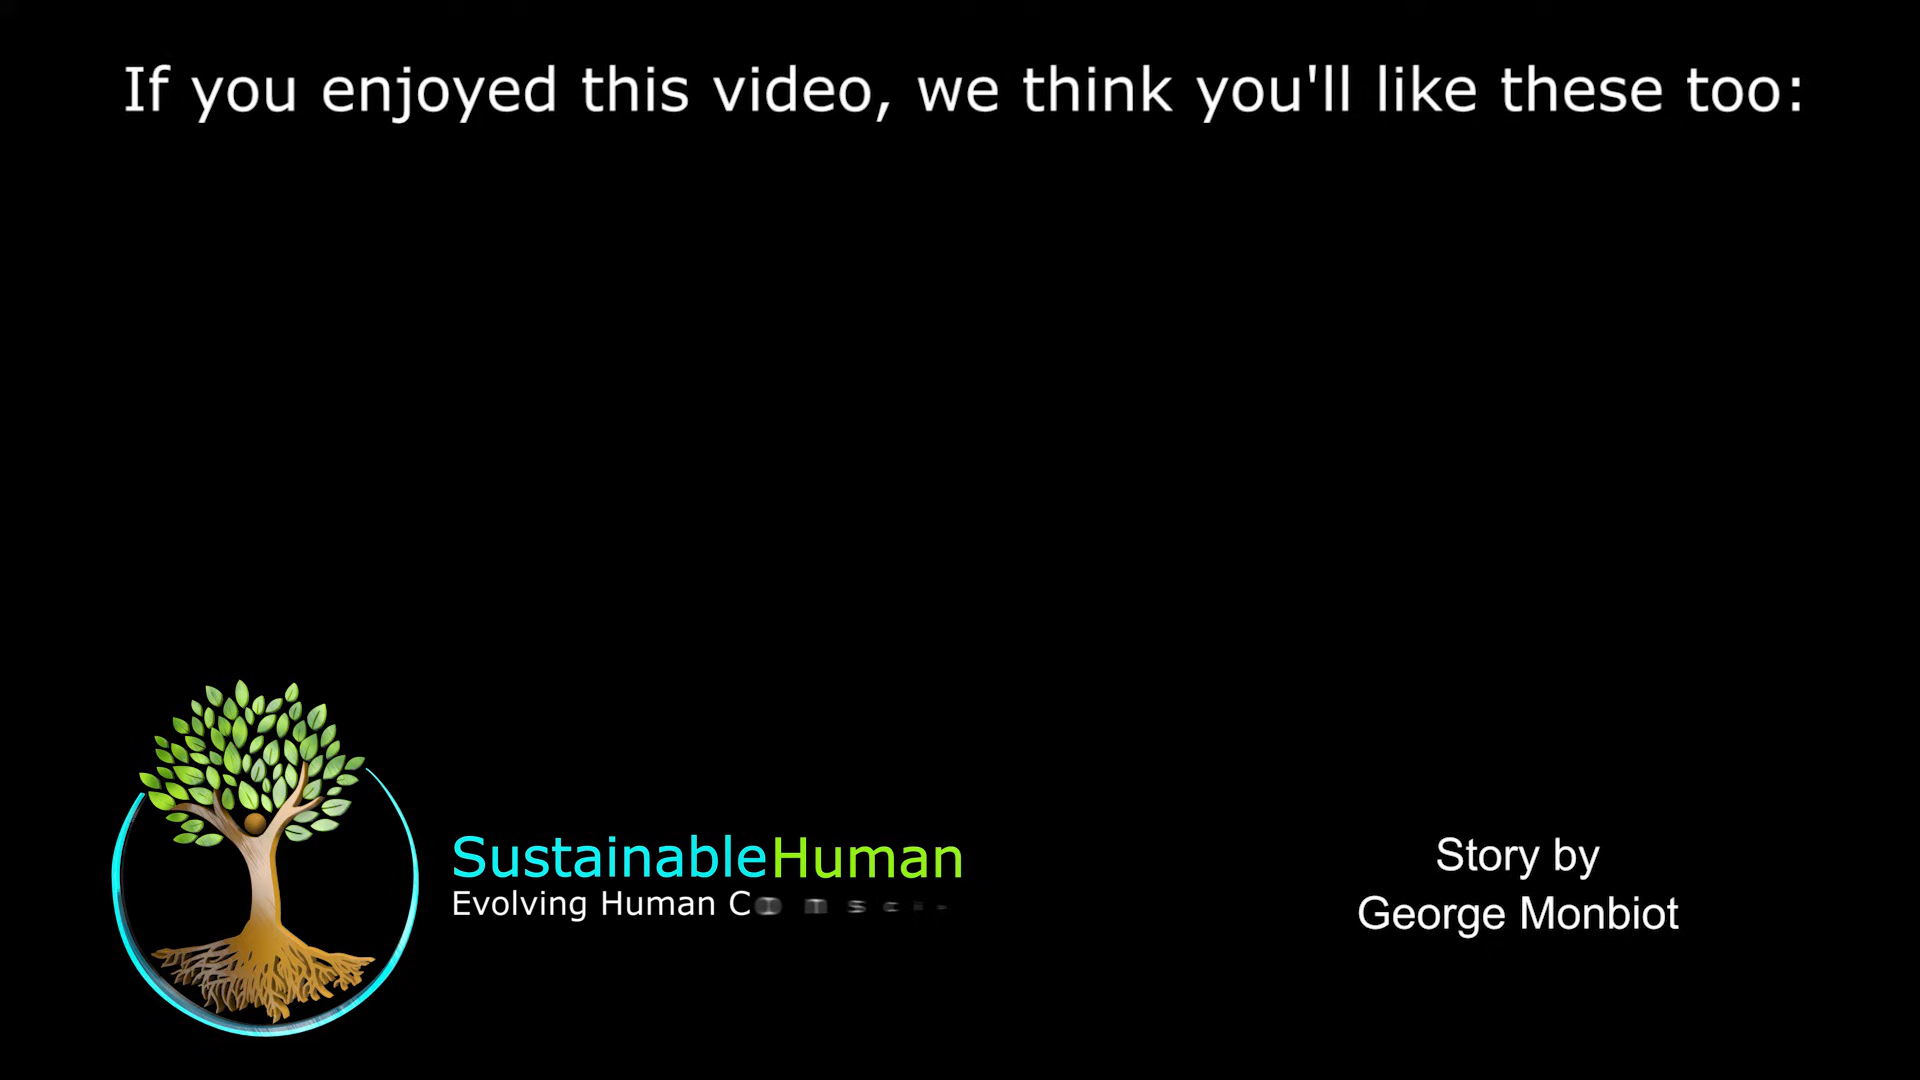 If you enjoyed this video, we think you'll like these too:
SustainableHuman
Evolving Human
Story by
George Monbiot